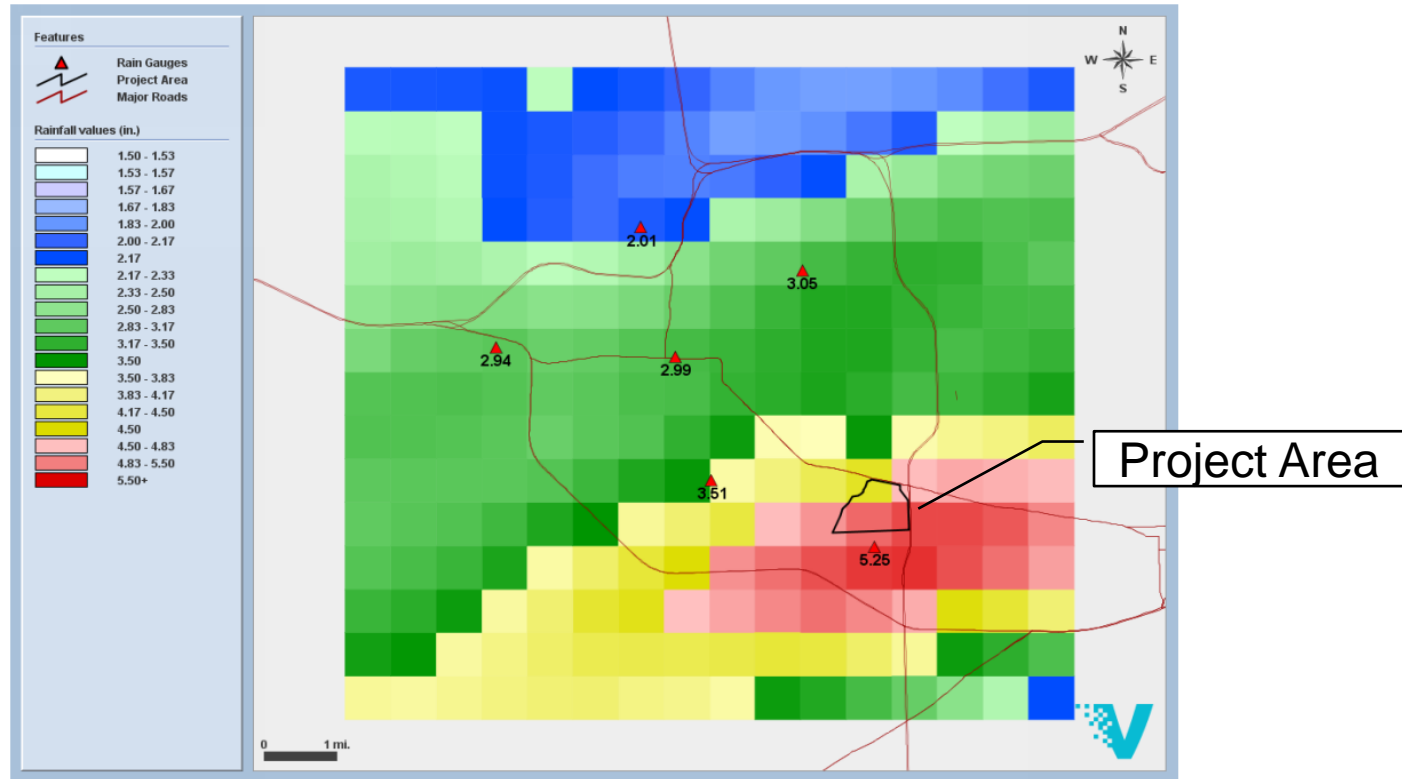 Features
Rain Gauges
Project Area
Major Roads
Rainfall values (in.)
1.50 - 1.53
1.53 - 1.57
1.57 - 1.67
1.67 - 1.83
1.83 - 2.00
2.00 - 2.17
2.17
2.17 - 2.33
2.33 - 2.50
2.50 - 2.83
2.83 - 3.17
3.17 - 3.50
3.50
3.50 - 3.83
3.83 - 4.17
4.17 - 4.50
4.50
4.50 - 4.83
4.83 - 5.50
5.50+
N
W E
S
2.01
3.05
2.94
2.99
3.51
5.25
Project Area
0 1 mi.
V